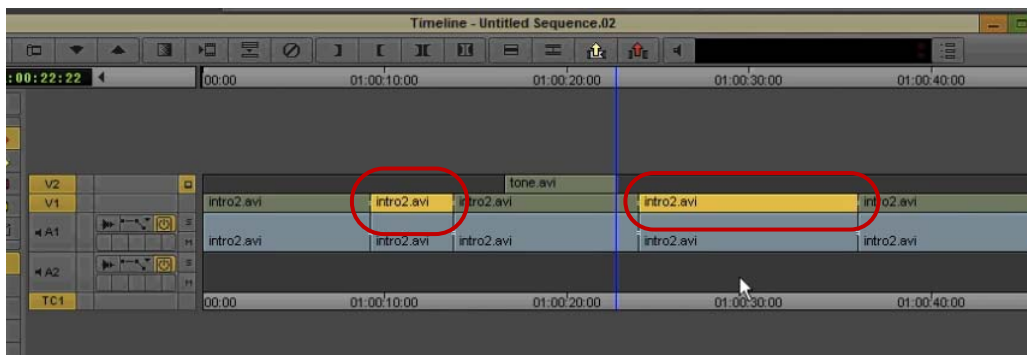 Timeline - Untitled Sequence.02
:00:22:22 00:00 01:00:10:00 01:00:20:00 01:00:30:00 01:00:40:00
V2 tone.avi
V1 intro2.avi intro2.avi intro2.avi intro2.avi intro2.avi
A1 S
H intro2.avi intro2.avi intro2.avi intro2.avi intro2.avi
A2 S
H
TC1 00:00 01:00:10:00 01:00:20:00 01:00:30:00 01:00:40:00